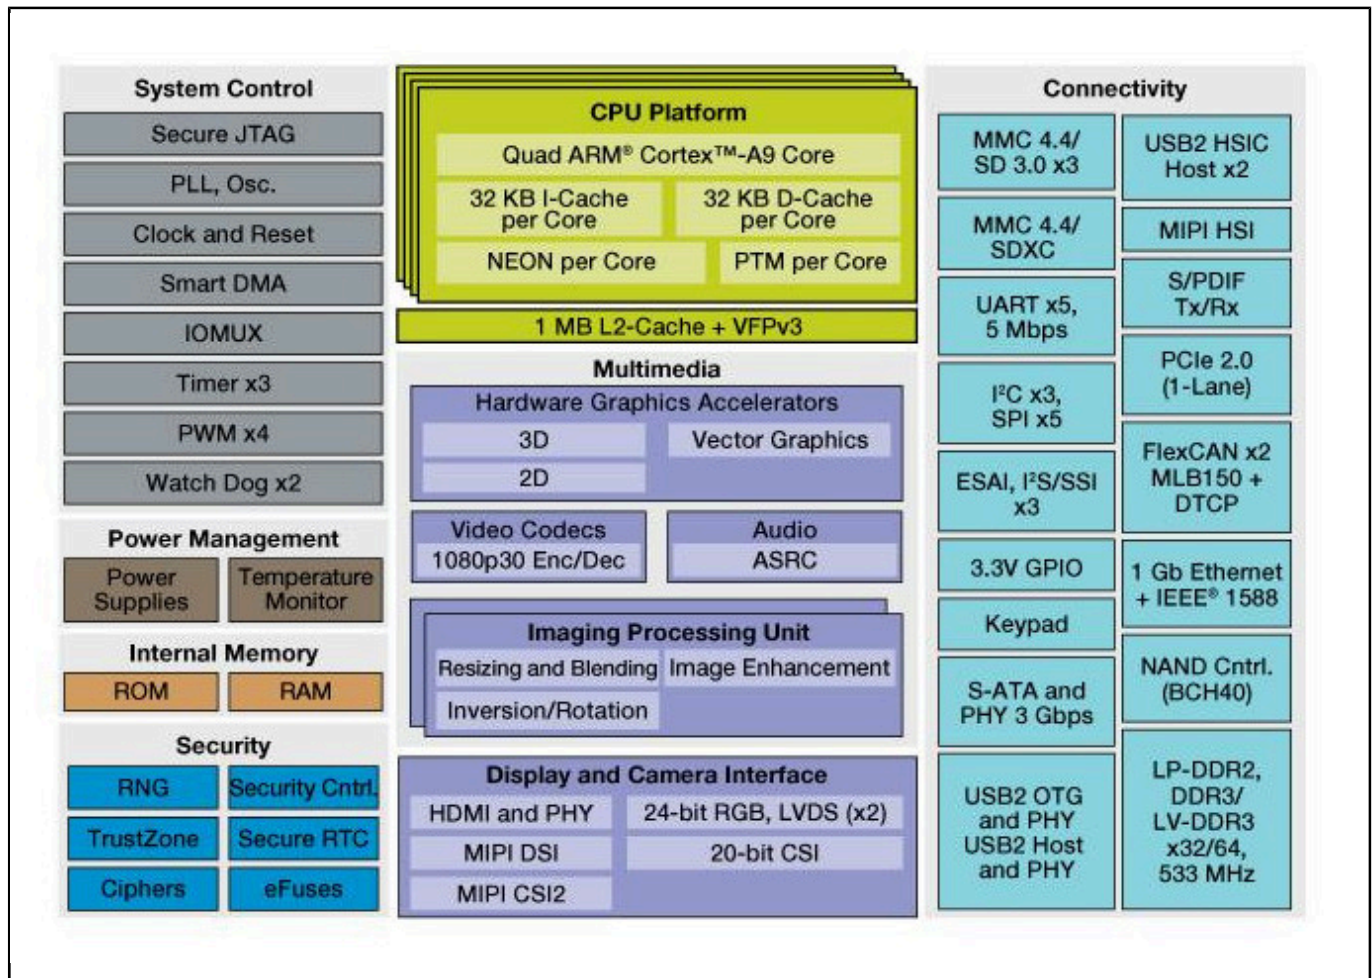 System Control
Secure JTAG
PLL, Osc.
Clock and Reset
Smart DMA
IOMUX
Timer x3
PWM x4
Watch Dog x2
Power Management
Power
Supplies
Temperature
Monitor
Internal Memory
ROM
RAM
Security
RNG
Security Cntrl.
TrustZone
Secure RTC
Ciphers
eFuses
CPU Platform
Quad ARM® Cortex™-A9 Core
32 KB I-Cache
per Core
32 KB D-Cache
per Core
NEON per Core
PTM per Core
1 MB L2-Cache + VFPv3
Multimedia
Hardware Graphics Accelerators
3D
Vector Graphics
2D
Video Codecs
1080p30 Enc/Dec
Audio
ASRC
Imaging Processing Unit
Resizing and Blending
Image Enhancement
Inversion/Rotation
Display and Camera Interface
HDMI and PHY
24-bit RGB, LVDS (x2)
MIPI DSI
20-bit CSI
MIPI CSI2
Connectivity
MMC 4.4/
SD 3.0 x3
MMC 4.4/
SDXC
UART x5,
5 Mbps
I²C x3,
SPI x5
ESAI, I²S/SSI
x3
3.3V GPIO
Keypad
S-ATA and
PHY 3 Gbps
USB2 OTG
and PHY
USB2 Host
and PHY
USB2 HSIC
Host x2
MIPI HSI
S/PDIF
Tx/Rx
PCIe 2.0
(1-Lane)
FlexCAN x2
MLB150 +
DTCP
1 Gb Ethernet
+ IEEE® 1588
NAND Cntrl.
(BCH40)
LP-DDR2,
DDR3/
LV-DDR3
x32/64,
533 MHz